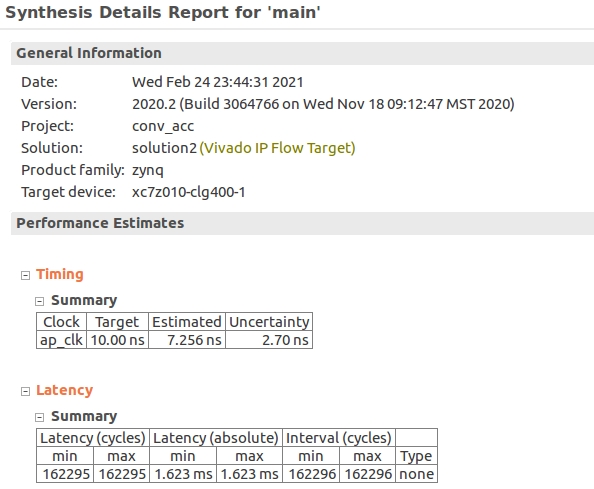 Synthesis Details Report for 'main'
General Information
Date: Wed Feb 24 23:44:31 2021
Version: 2020.2 (Build 3064766 on Wed Nov 18 09:12:47 MST 2020)
Project: conv_acc
Solution: solution2 (Vivado IP Flow Target)
Product family: zynq
Target device: xc7z010-clg400-1
Performance Estimates
Timing
Summary
Clock Target Estimated Uncertainty
ap_clk 10.00 ns 7.256 ns 2.70 ns
Latency
Summary
Latency (cycles) Latency (absolute) Interval (cycles)
min max min max min max Type
162295 162295 1.623 ms 1.623 ms 162296 162296 none